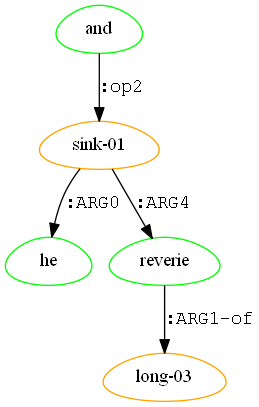 and
:op2
sink-01
:ARG0 :ARG4
he reverie
:ARG1-of
long-03